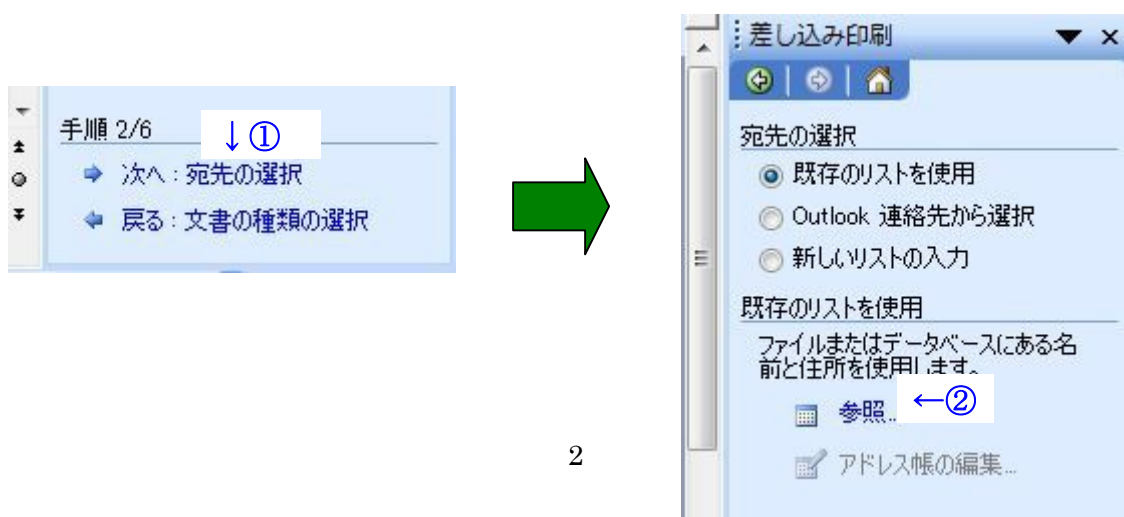 手順 2/6
↓①
次へ : 宛先の選択
戻る : 文書の種類の選択
差し込み印刷
宛先の選択
既存のリストを使用
Outlook 連絡先から選択
新しいリストの入力
既存のリストを使用
ファイルまたはデータベースにある名
前と住所を使用します。
参照...
←②
アドレス帳の編集...
2